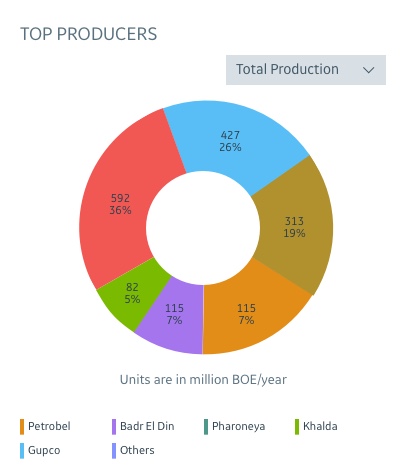 TOP PRODUCERS
Total Production
427
26%
592
36%
313
19%
82
5%
115
7%
115
7%
Units are in million BOE/year
Petrobel Badr El Din Pharoneya Khalda
Gupco Others